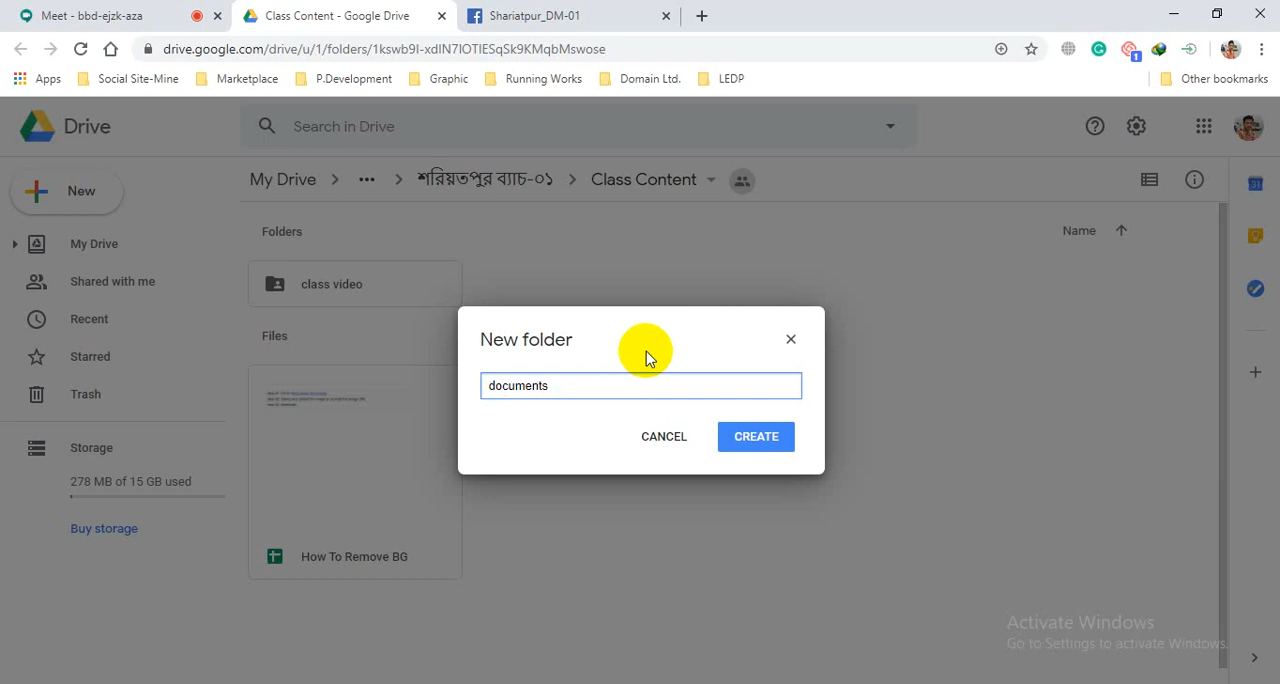 Meet - bbd-ejzk-aza
Class Content - Google Drive
Shariatpur_DM-01
drive.google.com/drive/u/1/folders/1kswb9I-xdIN7IOTIESqSk9KMqbMswose
1
Apps
Social Site-Mine
Marketplace
P.Development
Graphic
Running Works
Domain Ltd.
LEDP
Other bookmarks
Drive
Search in Drive
New
My Drive
•••
শরিয়তপুর ব্যাচ-০১
Class Content
31
My Drive
Shared with me
Recent
Starred
Trash
Storage
278 MB of 15 GB used
Buy storage
Folders
Name
class video
Files
How To Remove BG
New folder
documents
CANCEL
CREATE
Activate Windows
Go to Settings to activate Windows.